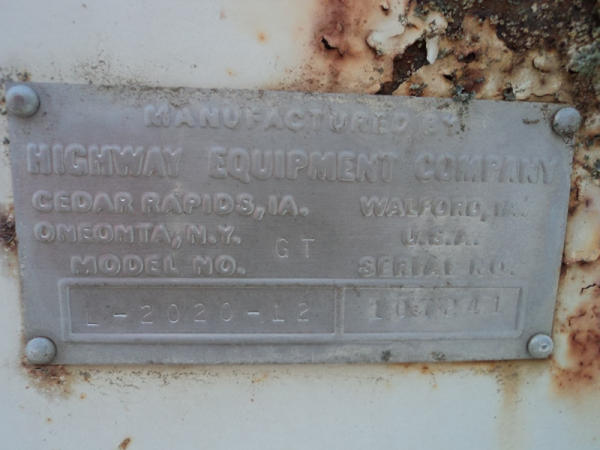 MANUFACTURED BY
HIGHWAY EQUIPMENT COMPANY
CEDAR RAPIDS, IA. WALFORD, IA.
ONEONTA, N.Y. U.S.A.
GT
MODEL NO. SERIAL NO.
L-2020-12